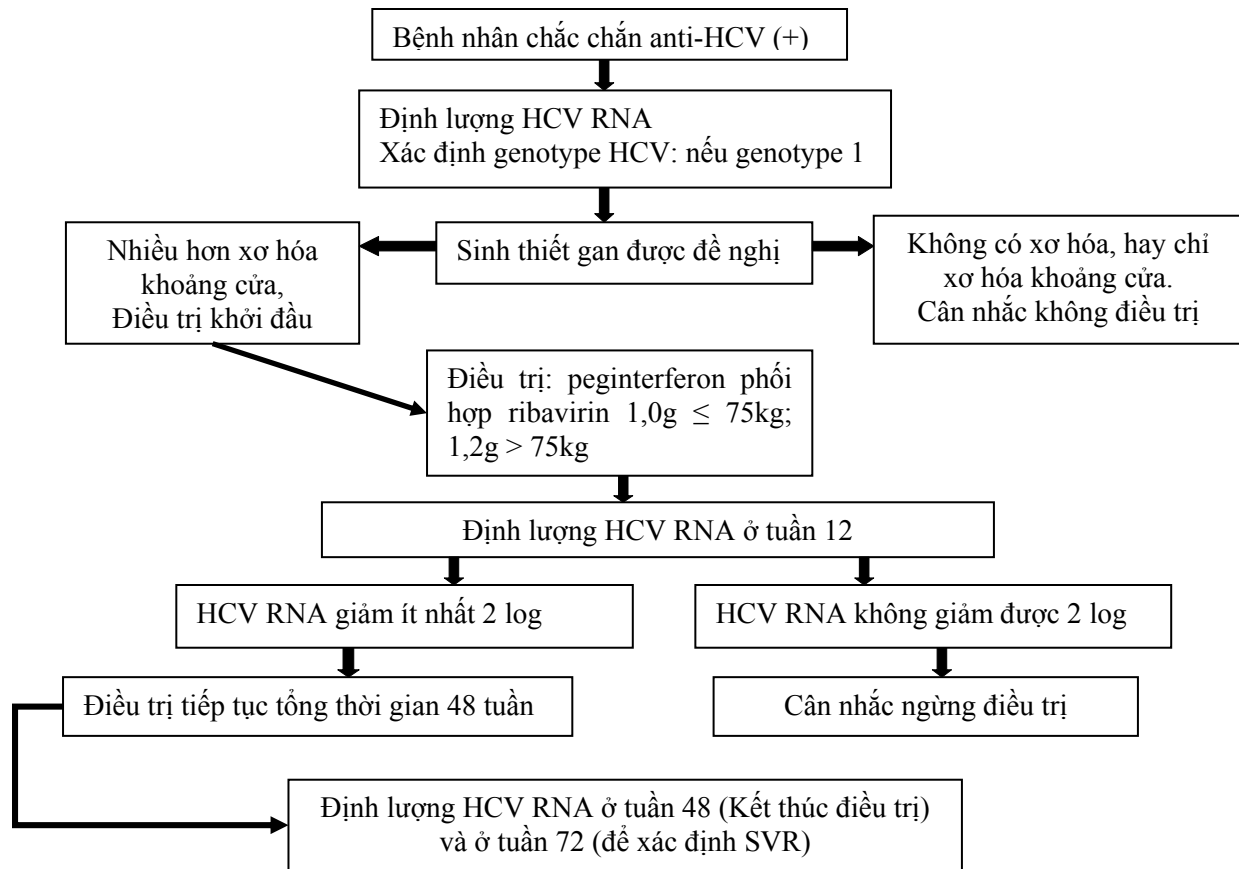 Bệnh nhân chắc chắn anti-HCV (+)
Định lượng HCV RNA
Xác định genotype HCV: nếu genotype 1
Nhiều hơn xơ hóa
khoảng cửa,
Điều trị khởi đầu
Sinh thiết gan được đề nghị
Không có xơ hóa, hay chỉ
xơ hóa khoảng cửa.
Cân nhắc không điều trị
Điều trị: peginterferon phối
hợp ribavirin 1,0g ≤ 75kg;
1,2g > 75kg
Định lượng HCV RNA ở tuần 12
HCV RNA giảm ít nhất 2 log
HCV RNA không giảm được 2 log
Điều trị tiếp tục tổng thời gian 48 tuần
Cân nhắc ngừng điều trị
Định lượng HCV RNA ở tuần 48 (Kết thúc điều trị)
và ở tuần 72 (để xác định SVR)